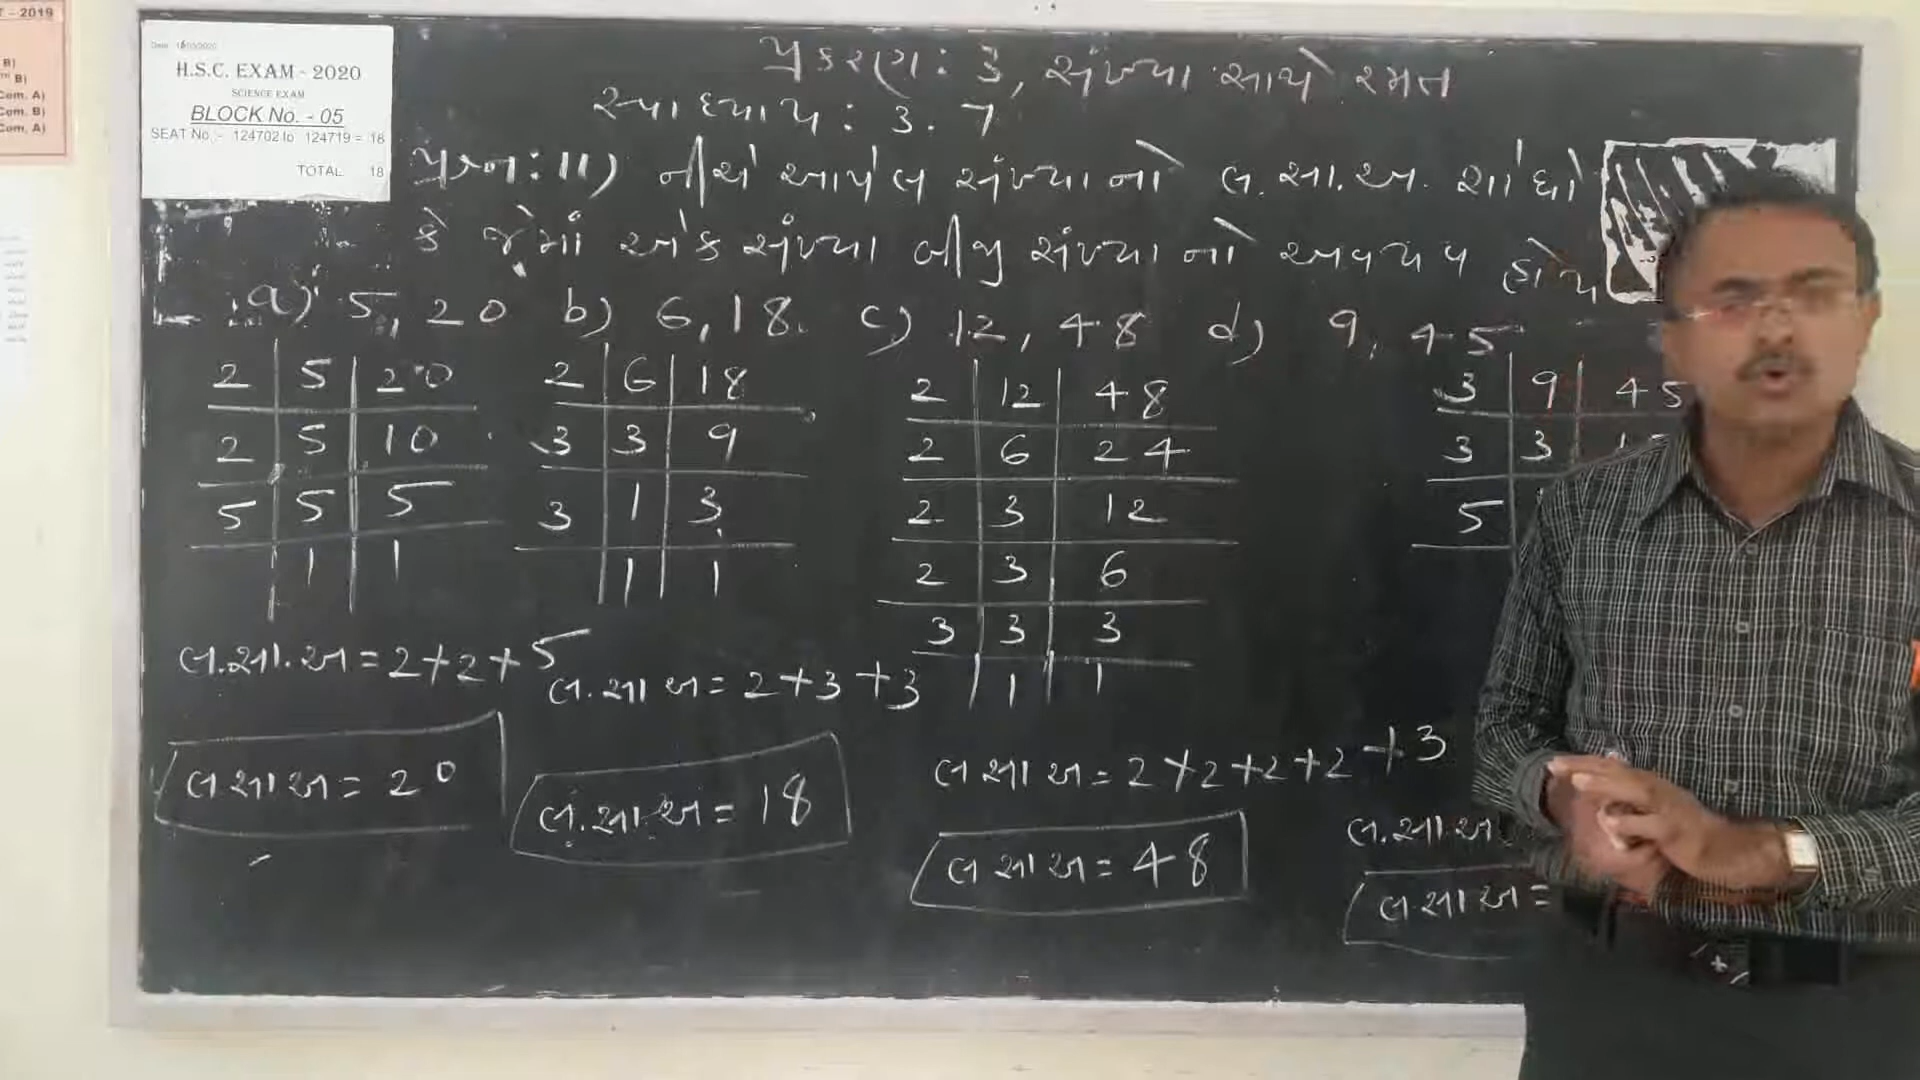 T - 2019
B)
B)
Com. A)
Com. B)
Com. A)
H.S.C. EXAM - 2020
SCIENCE EXAM
BLOCK No. - 05
SEAT No. - 124702 to 124719 = 18
TOTAL 18
પ્રકરણ : 3, સંખ્યા સાથે રમત
સ્વાધ્યાય : 3.7
પ્રશ્ન : 11) નીચે આપેલ સંખ્યાનો લ.સા.અ. શોધો
કે જેમાં એક સંખ્યા બીજી સંખ્યાનો અવયવ હોય
a) 5, 20 b) 6, 18. c) 12, 48 d) 9, 45
2 5 20
2 5 10
5 5 5
1 1
લ.સા.અ = 2+2+5
લ સા અ = 20
2 6 18
3 3 9
3 1 3
1 1
લ.સા અ = 2+3+3
લ.સા.અ = 18
2 12 48
2 6 24
2 3 12
2 3 6
3 3 3
1 1
લ સા અ = 2+2+2+2+3
લ સા અ = 48
3 9 45
3 3
5
લ.સા.અ
લ સા અ =